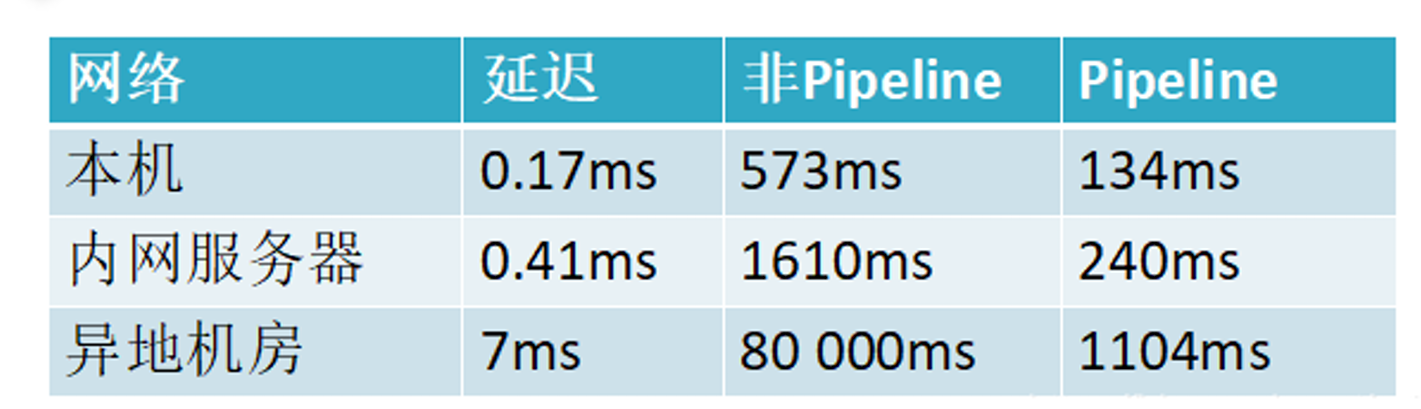 网络 延迟 非Pipeline Pipeline
本机 0.17ms 573ms 134ms
内网服务器 0.41ms 1610ms 240ms
异地机房 7ms 80 000ms 1104ms